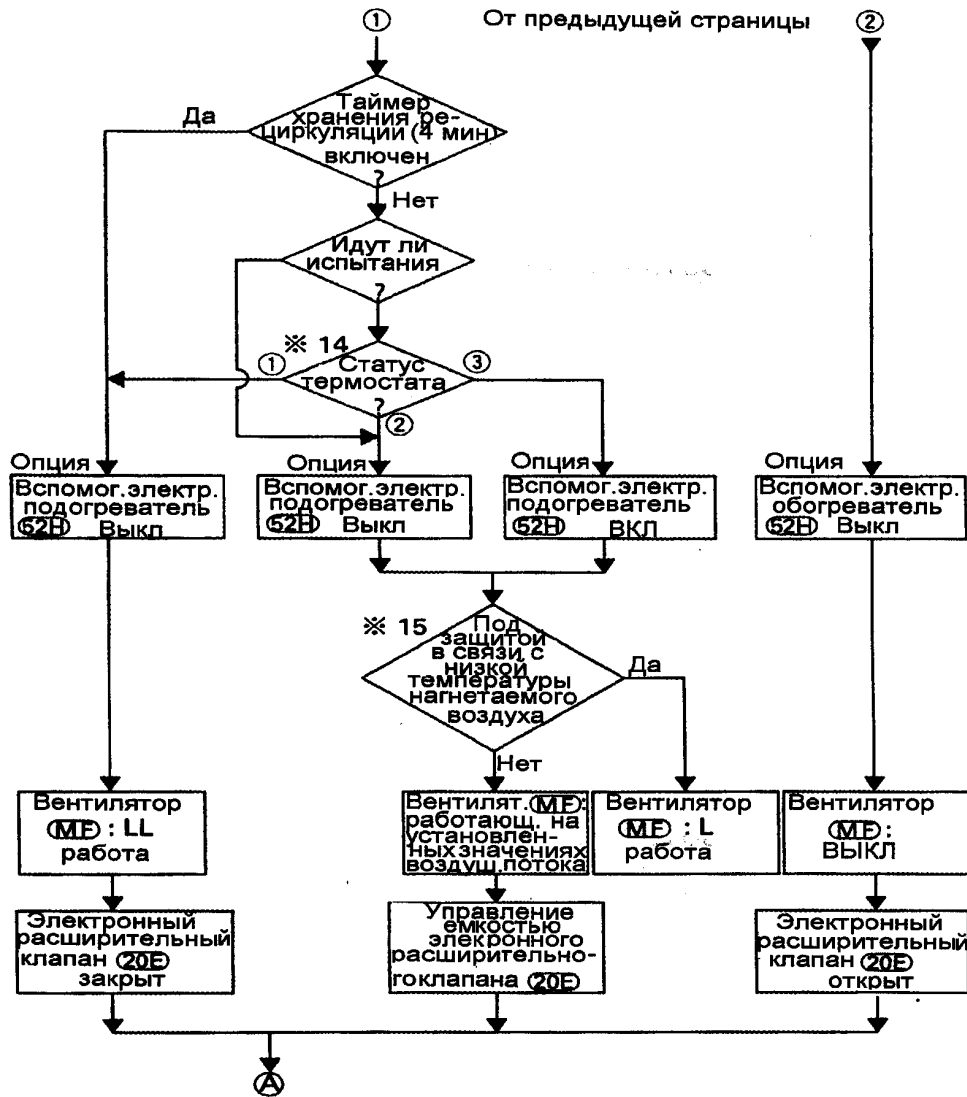 ① От предыдущей страницы ②
Таймер
хранения ре-
циркуляции (4 мин)
включен
?
Да
Нет
Идут ли
испытания
?
※ 14
① Статус ③
термостата
?
②
Опция
Вспомог.электр.
подогреватель
52H Выкл
Опция
Вспомог.электр.
подогреватель
52H Выкл
Опция
Вспомог.электр.
подогреватель
52H ВКЛ
Опция
Вспомог.электр.
обогреватель
52H Выкл
※ 15
Под
защитой
в связи с
низкой
температуры
нагнетаемого
воздуха
Да
Нет
Вентилятор
MF : LL
работа
Вентилят. MF :
работающ. на
установлен-
ных значениях
воздущ.потока
Вентилятор
MF : L
работа
Вентилятор
MF :
ВЫКЛ
Электронный
расширительный
клапан 20E
закрыт
Управление
емкостью
элекронного
расширительно-
гоклапана 20E
Электронный
расширительный
клапан 20E
открыт
A